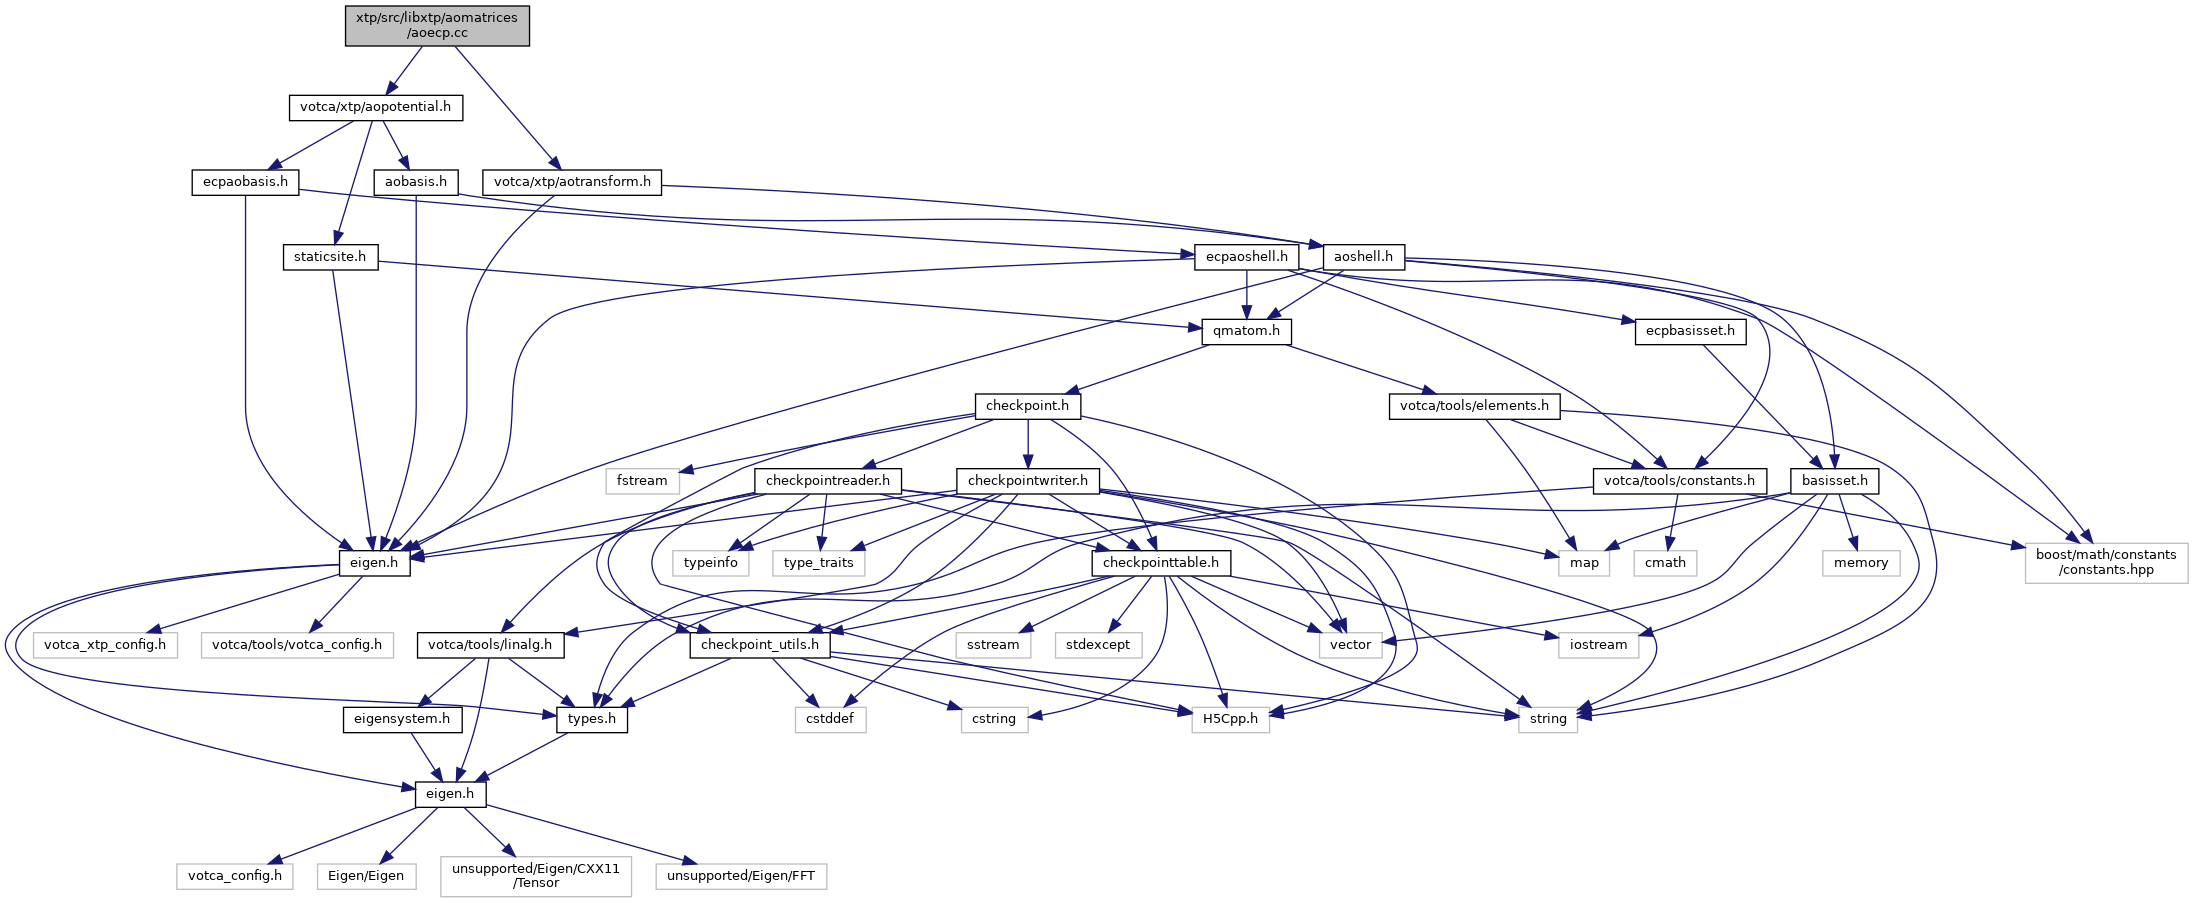 xtp/src/libxtp/aomatrices
/aoecp.cc
votca/xtp/aopotential.h
ecpaobasis.h
aobasis.h
votca/xtp/aotransform.h
staticsite.h
ecpaoshell.h
aoshell.h
qmatom.h
ecpbasisset.h
checkpoint.h
votca/tools/elements.h
fstream
checkpointreader.h
checkpointwriter.h
votca/tools/constants.h
basisset.h
eigen.h
typeinfo
type_traits
checkpointtable.h
map
cmath
memory
boost/math/constants
/constants.hpp
votca_xtp_config.h
votca/tools/votca_config.h
votca/tools/linalg.h
checkpoint_utils.h
sstream
stdexcept
vector
iostream
eigensystem.h
types.h
cstddef
cstring
H5Cpp.h
string
eigen.h
votca_config.h
Eigen/Eigen
unsupported/Eigen/CXX11
/Tensor
unsupported/Eigen/FFT